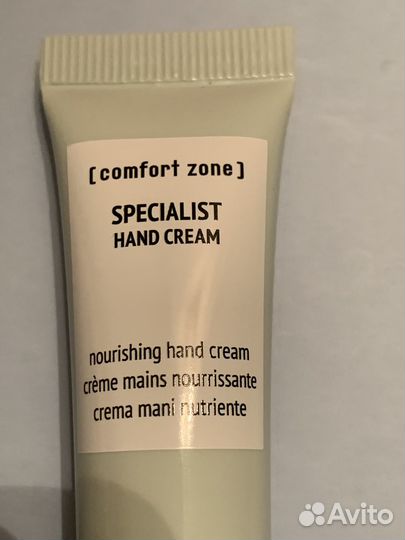 [comfort zone]
SPECIALIST
HAND CREAM
nourishing hand cream
crème mains nourrissante
crema mani nutriente
Avito